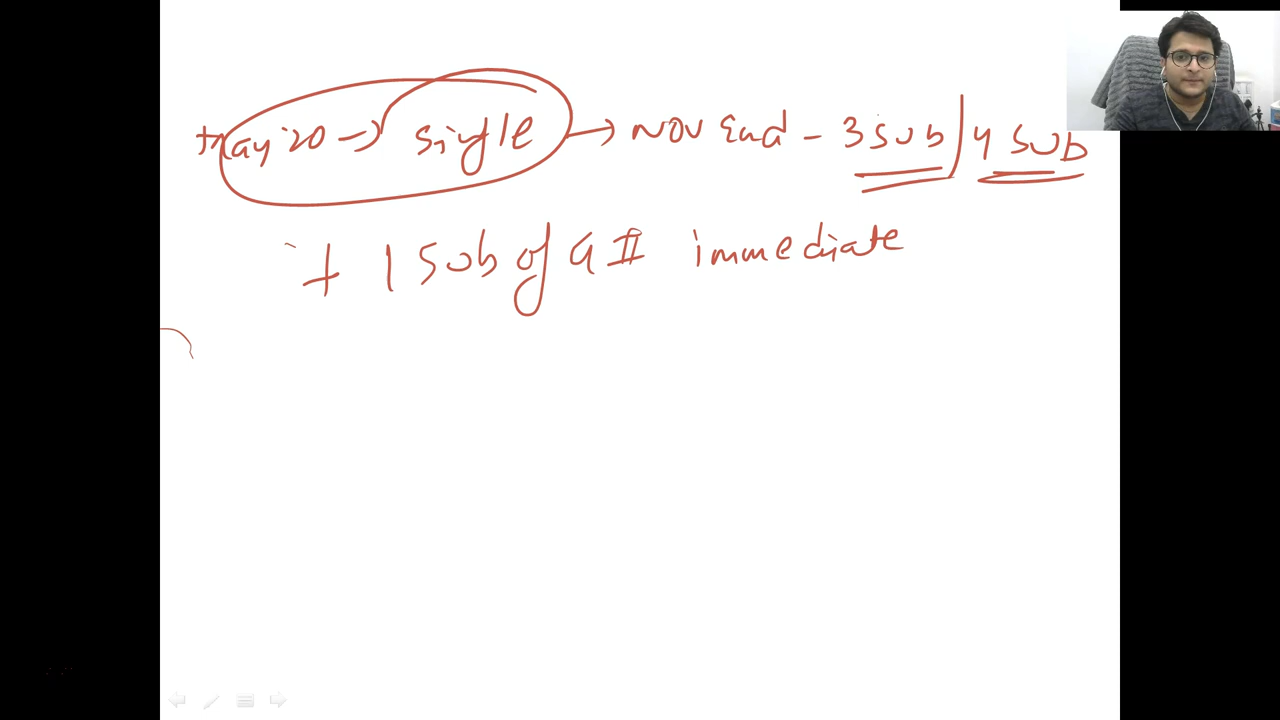 may'20 → single → Nov End - 3 sub | 4 sub
+ 1 sub of G II immediate